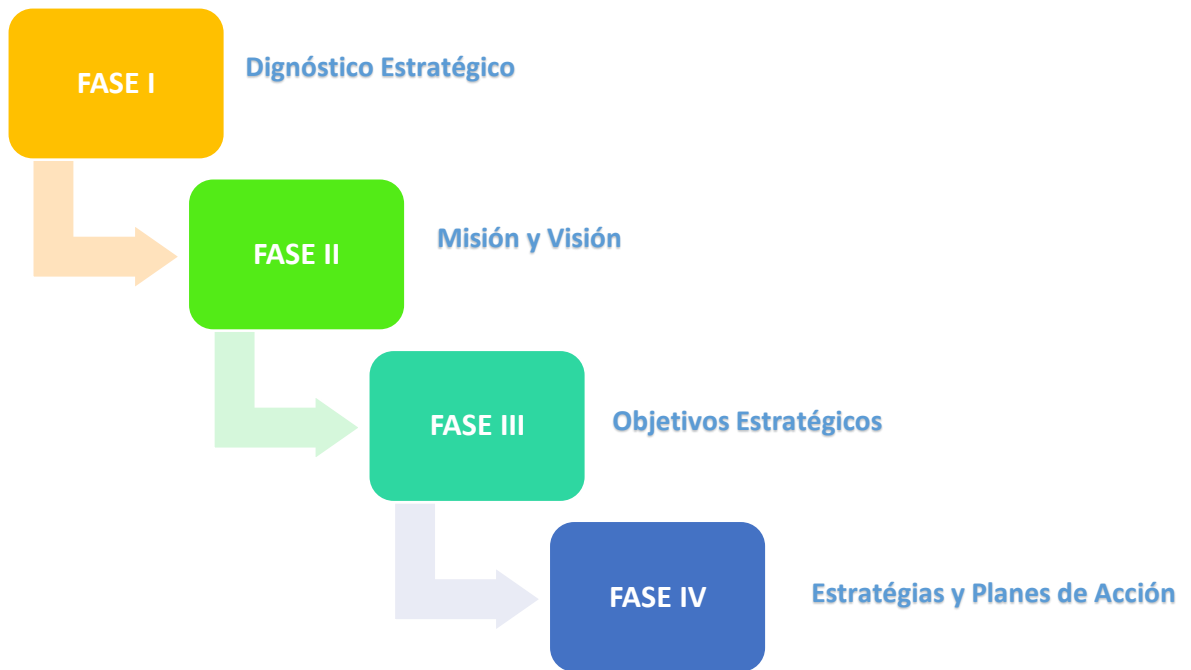 FASE I
Dignóstico Estratégico
FASE II
Misión y Visión
FASE III
Objetivos Estratégicos
FASE IV
Estratégias y Planes de Acción